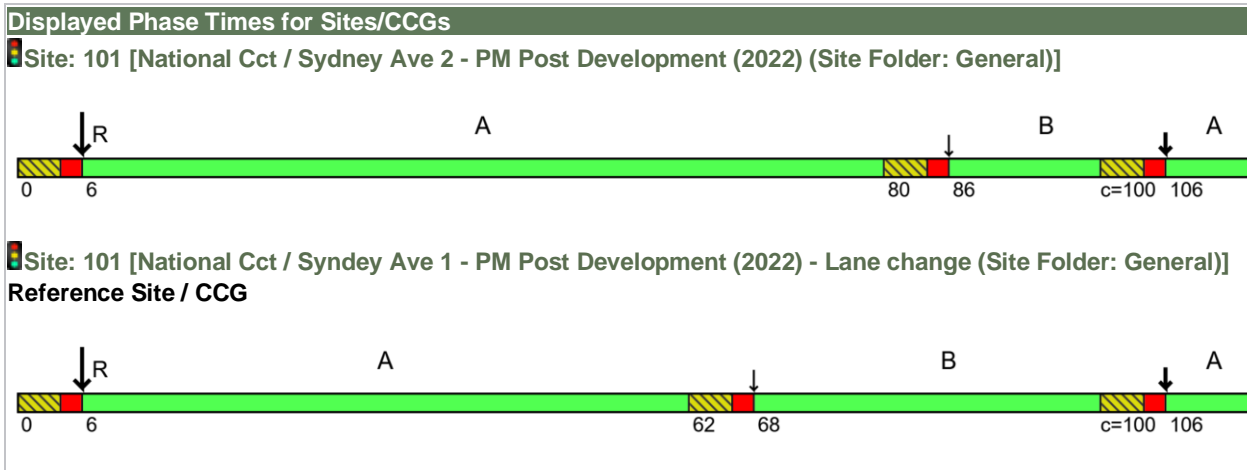 Displayed Phase Times for Sites/CCGs
Site: 101 [National Cct / Sydney Ave 2 - PM Post Development (2022) (Site Folder: General)]
R A B A
0 6 80 86 c=100 106
Site: 101 [National Cct / Syndey Ave 1 - PM Post Development (2022) - Lane change (Site Folder: General)]
Reference Site / CCG
R A B A
0 6 62 68 c=100 106